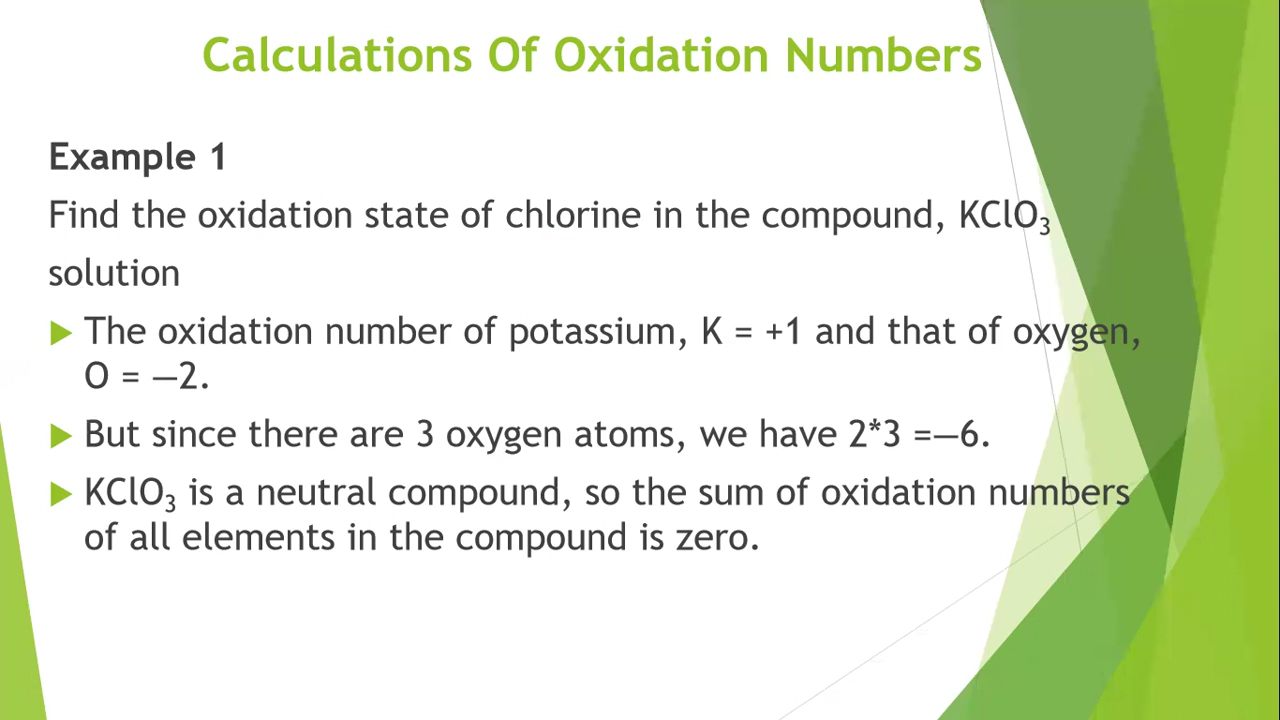 Calculations Of Oxidation Numbers
Example 1
Find the oxidation state of chlorine in the compound, KClO₃
solution
The oxidation number of potassium, K = +1 and that of oxygen,
O = —2.
But since there are 3 oxygen atoms, we have 2*3 =—6.
KClO₃ is a neutral compound, so the sum of oxidation numbers
of all elements in the compound is zero.